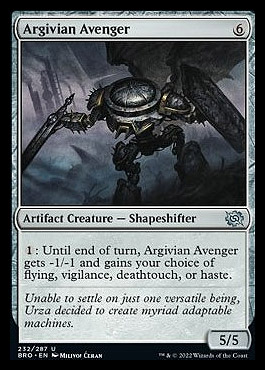 Argivian Avenger 6
Artifact Creature — Shapeshifter
1 : Until end of turn, Argivian Avenger
gets -1/-1 and gains your choice of
flying, vigilance, deathtouch, or haste.
Unable to settle on just one versatile being,
Urza decided to create myriad adaptable
machines.
5/5
232/287 U
BRO • EN Milivoj Ćeran ™ & © 2022 Wizards of the Coast